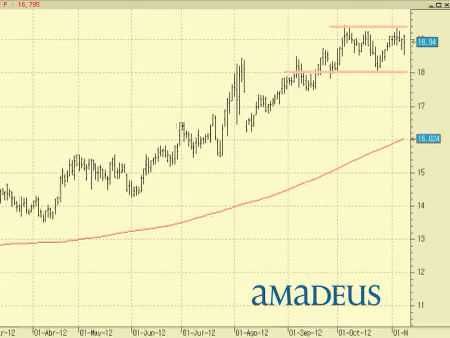 P : 16,795
19
18,94
18
17
16,024
15
14
13
12
11
aMaDEUS
r-12
01-Abr-12
01-May-12
01-Jun-12
01-Jul-12
01-Ago-12
01-Sep-12
01-Oct-12
01-N